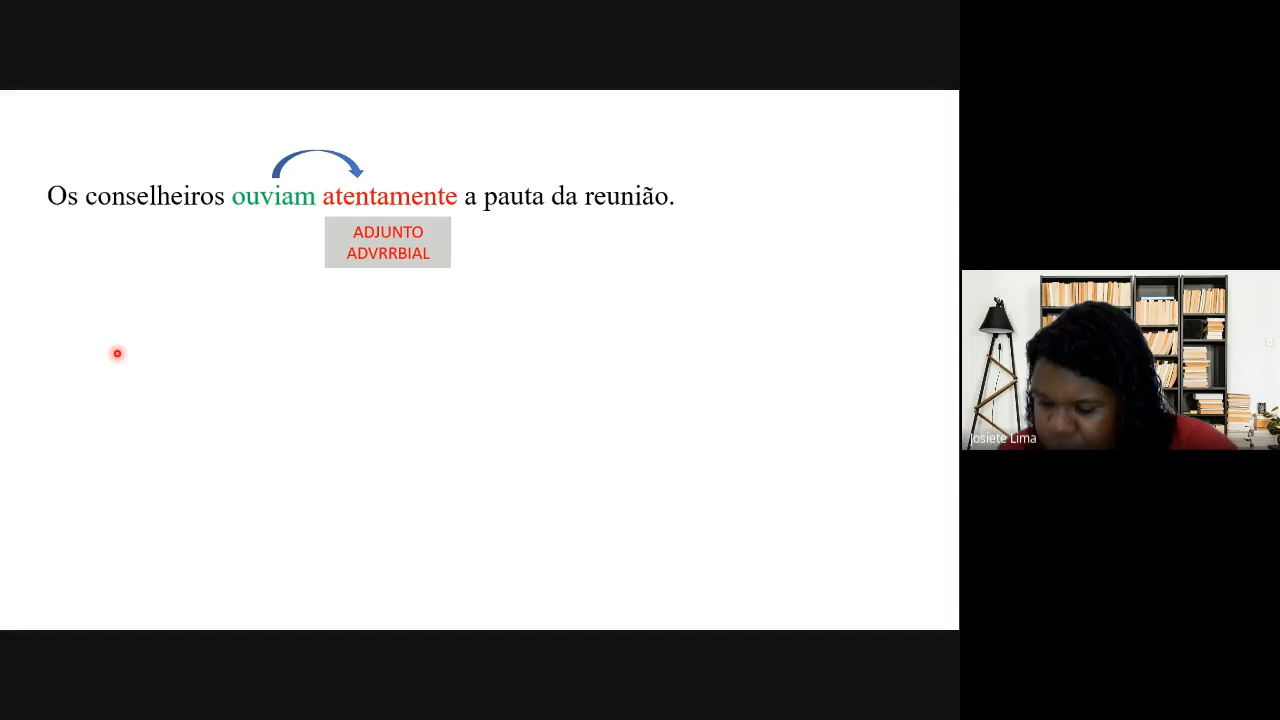 Os conselheiros ouviam atentamente a pauta da reunião.
ADJUNTO
ADVRRBIAL
Josiete Lima